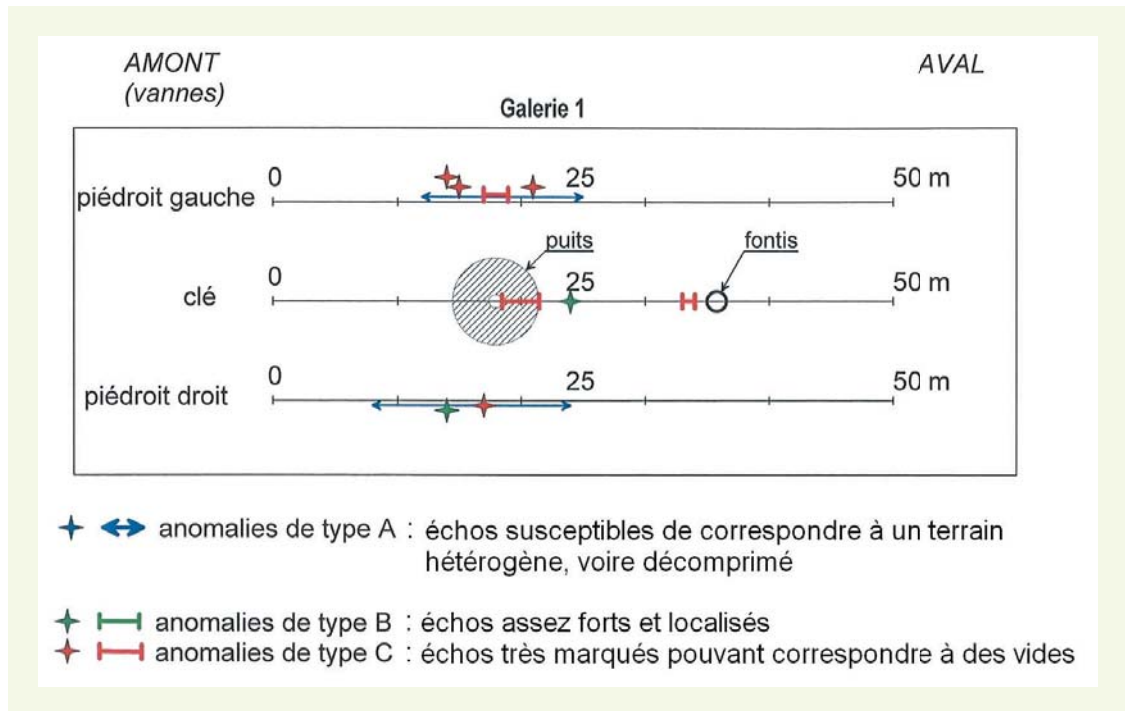 AMONT
(vannes)
AVAL
Galerie 1
piédroit gauche
0
25
50 m
puits
fontis
clé
0
25
50 m
piédroit droit
0
25
50 m
anomalies de type A : échos susceptibles de correspondre à un terrain
hétérogène, voire décomprimé
anomalies de type B : échos assez forts et localisés
anomalies de type C : échos très marqués pouvant correspondre à des vides